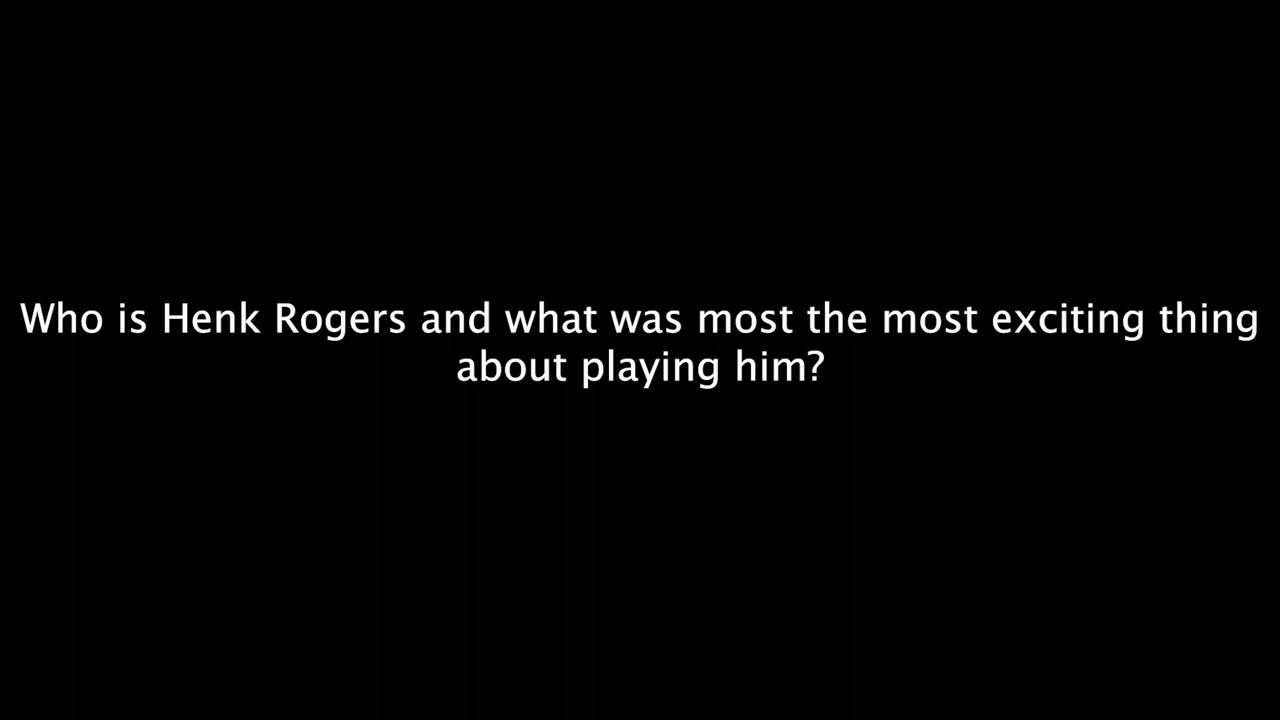 Who is Henk Rogers and what was most the most exciting thing
about playing him?